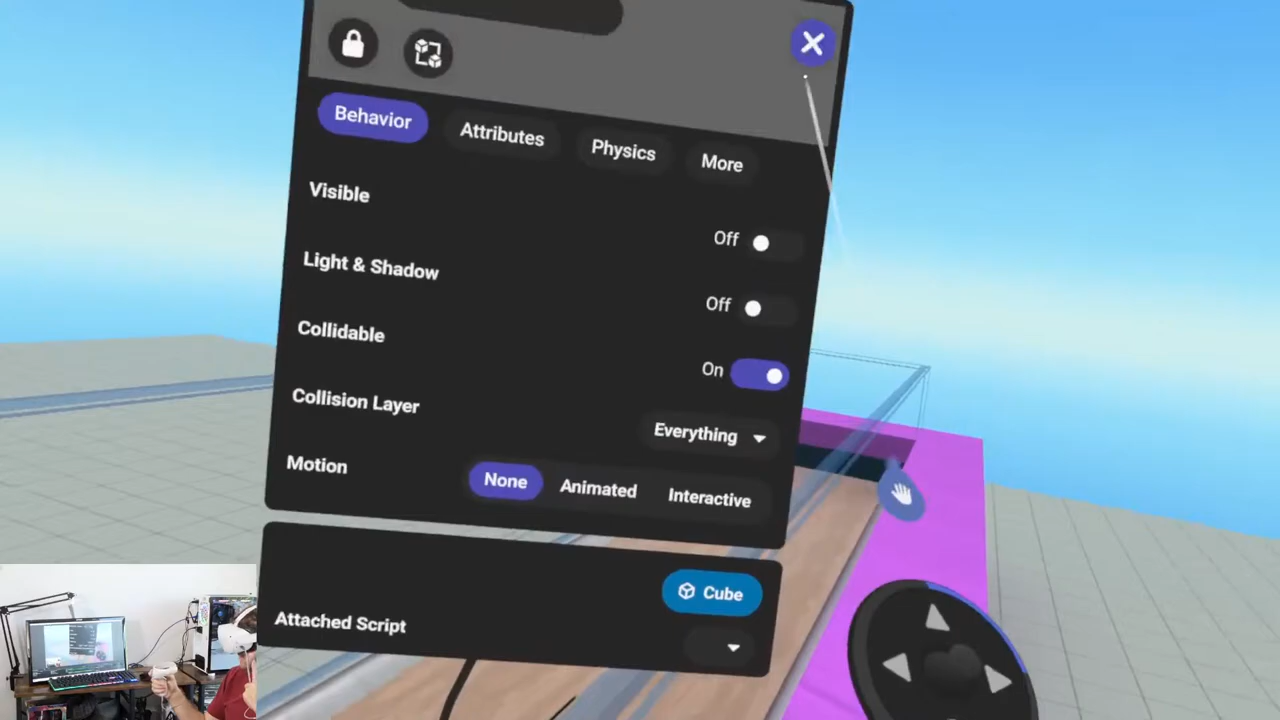 Behavior Attributes Physics More
Visible
Off
Light & Shadow
Off
Collidable
On
Collision Layer
Everything
Motion
None Animated Interactive
Cube
Attached Script